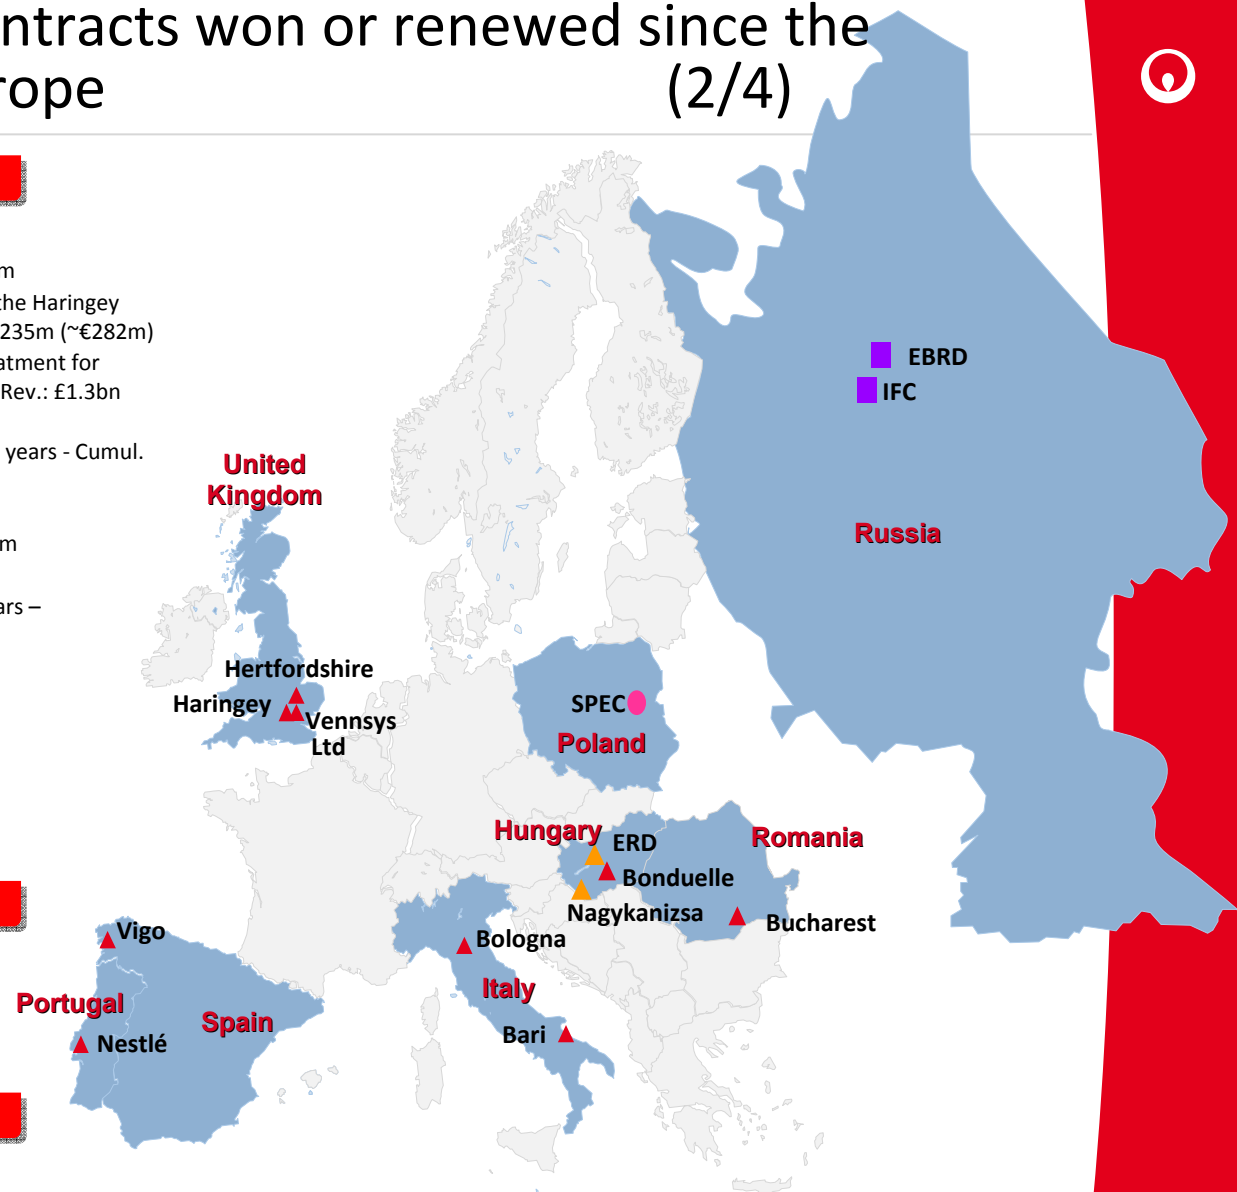 ntracts won or renewed since the
rope (2/4)
m
the Haringey
235m (~€282m)
atment for
Rev.: £1.3bn
years - Cumul.
m
ars –
United
Kingdom
Hertfordshire
Haringey
Vennsys
Ltd
EBRD
IFC
Russia
SPEC
Poland
Hungary
ERD
Romania
Bonduelle
Nagykanizsa
Bucharest
Vigo
Bologna
Portugal
Italy
Spain
Nestlé
Bari